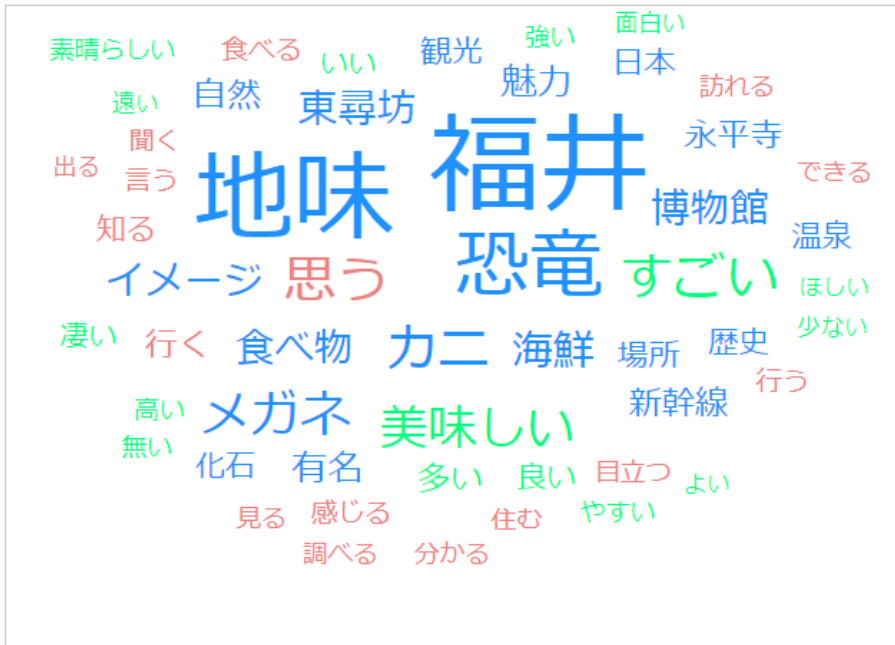 面白い
素晴らしい
食べる
いい
観光
強い
日本
遠い
自然
東尋坊
魅力
訪れる
聞く
福井
永平寺
出る
言う
地味
できる
知る
博物館
温泉
イメージ
思う
恐竜
すごい
ほしい
少ない
凄い
行く
食べ物
カニ
海鮮
場所
歴史
行う
高い
メガネ
美味しい
新幹線
無い
化石
有名
多い
良い
目立つ
よい
見る
感じる
住む
やすい
調べる
分かる